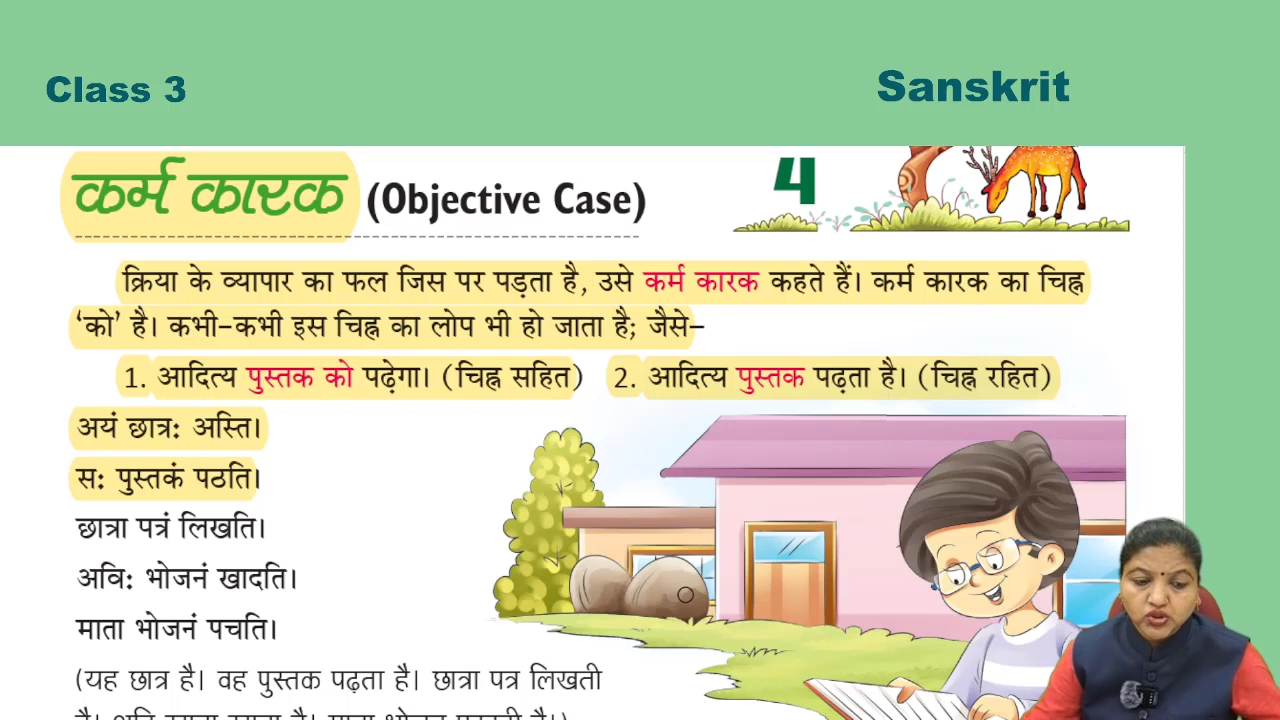 Class 3
Sanskrit
कर्म कारक (Objective Case)
4
क्रिया के व्यापार का फल जिस पर पड़ता है, उसे कर्म कारक कहते हैं। कर्म कारक का चिह्न
‘को’ है। कभी-कभी इस चिह्न का लोप भी हो जाता है; जैसे–
1. आदित्य पुस्तक को पढ़ेगा। (चिह्न सहित) 2. आदित्य पुस्तक पढ़ता है। (चिह्न रहित)
अयं छात्रः अस्ति।
सः पुस्तकं पठति।
छात्रा पत्रं लिखति।
अविः भोजनं खादति।
माता भोजनं पचति।
(यह छात्र है। वह पुस्तक पढ़ता है। छात्रा पत्र लिखती